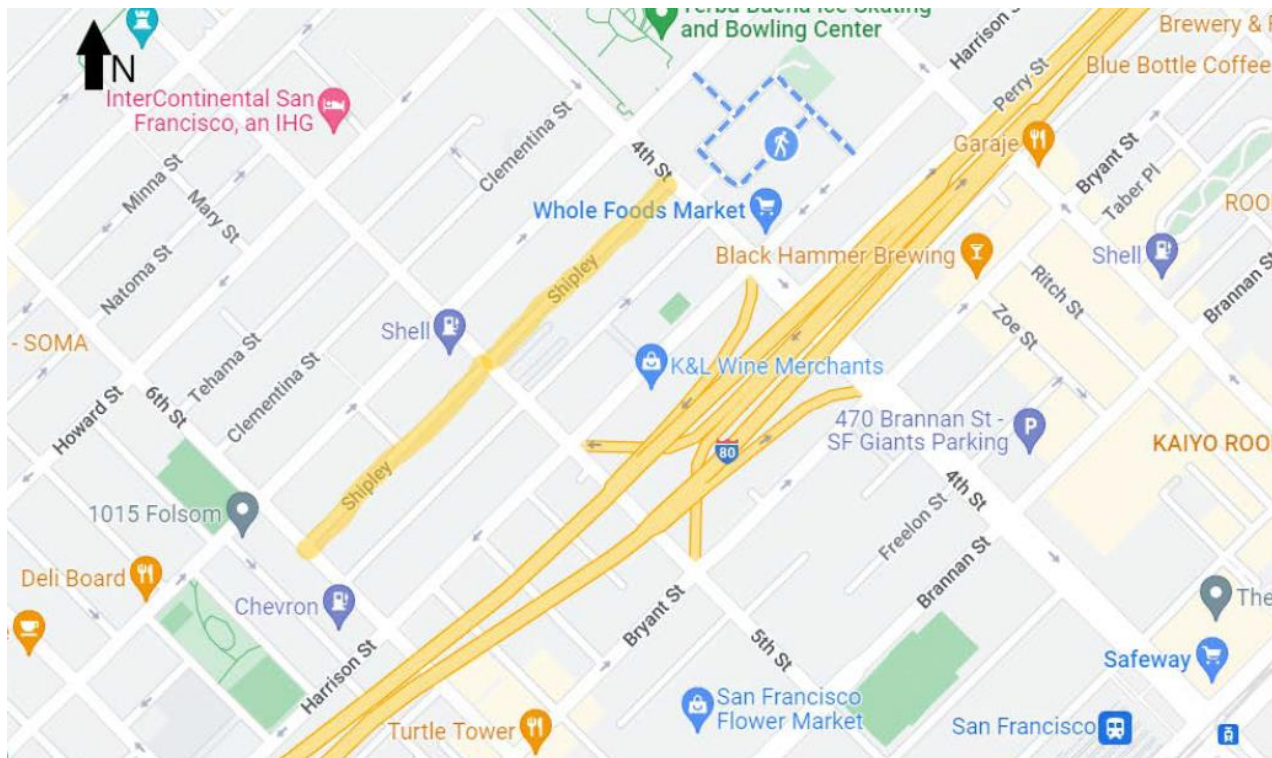 Yerba Buena Ice Skating
and Bowling Center
Brewery &
N
Harrison
Blue Bottle Coffee
InterContinental San
Francisco, an IHG
Perry St
Clementina St
4th St
Garaje
Bryant St
Minna St
Mary St
Taber Pl
Whole Foods Market
ROO
Natoma St
Shipley
Black Hammer Brewing
Shell
Ritch St
Brannan St
Shell
Zoe St
- SOMA
Tehama St
K&L Wine Merchants
Howard St
6th St
Clementina St
80
470 Brannan St -
SF Giants Parking
P
KAIYO ROO
Shipley
4th St
1015 Folsom
Freelon St
Deli Board
Brannan St
Chevron
The
Bryant St
5th St
Harrison St
Safeway
San Francisco
Flower Market
Turtle Tower
San Francisco